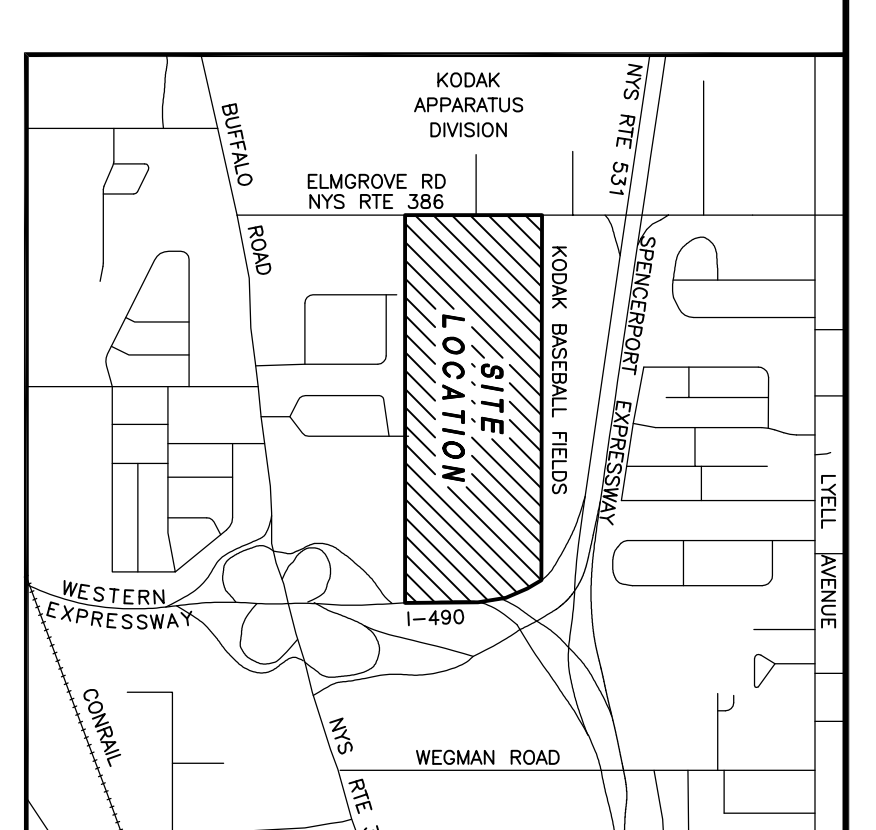 KODAK
APPARATUS
DIVISION
NYS RTE 531
BUFFALO
ROAD
ELMGROVE RD
NYS RTE 386
SITE
LOCATION
KODAK BASEBALL FIELDS
SPENCERPORT EXPRESSWAY
LYELL
AVENUE
WESTERN
EXPRESSWAY
I-490
CONRAIL
NYS
RTE
WEGMAN ROAD